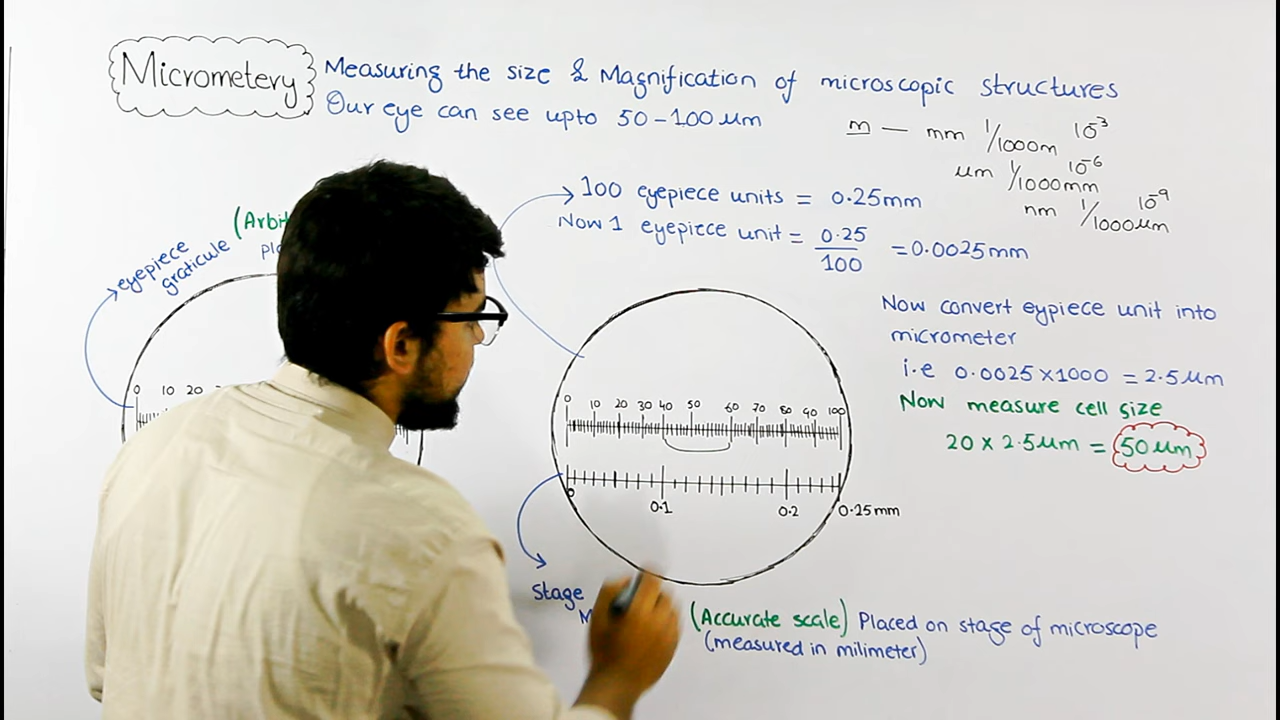 Micrometery
Measuring the size & Magnification of microscopic structures
Our eye can see upto 50-100 um
m — mm 1/1000m 10⁻³
um 1/1000mm 10⁻⁶
nm 1/1000um 10⁻⁹
100 eyepiece units = 0.25mm
Now 1 eyepiece unit = 0.25/100 = 0.0025mm
(Arbit
eyepiece
graticule
0 10 20
Now convert eypiece unit into
micrometer
i.e 0.0025×1000 = 2.5um
Now measure cell size
20 × 2.5um = 50um
0 10 20 30 40 50 60 70 80 90 100
0 0.1 0.2 0.25mm
Stage
M
(Accurate scale) Placed on stage of microscope
(measured in milimeter)